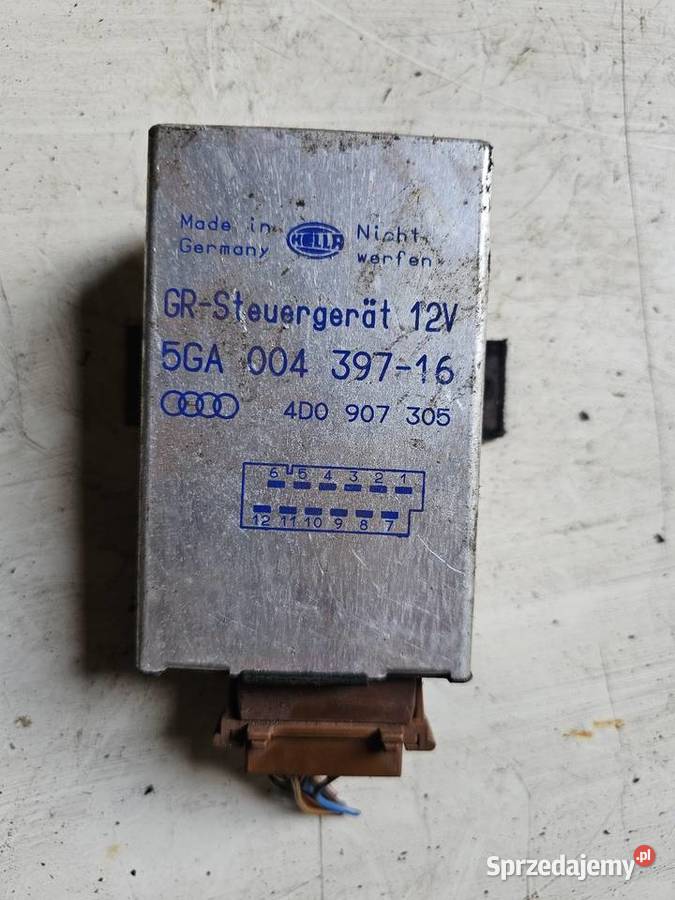 Made in HELLA Nicht
Germany werfen
GR-Steuergerät 12V
5GA 004 397-16
4D0 907 305
6 5 4 3 2 1
12 11 10 9 8 7
Sprzedajemy.pl